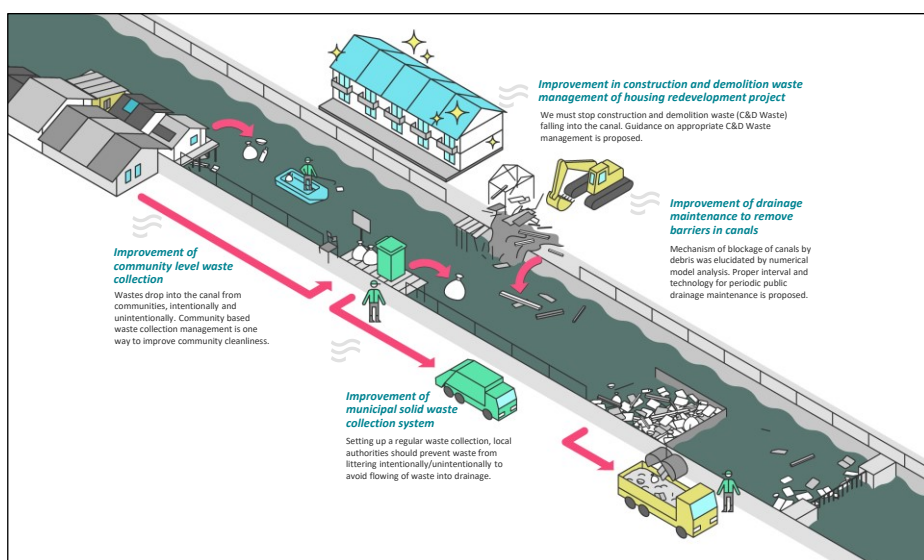 Improvement in construction and demolition waste
management of housing redevelopment project
We must stop construction and demolition waste (C&D Waste)
falling into the canal. Guidance on appropriate C&D Waste
management is proposed.
Improvement of drainage
maintenance to remove
barriers in canals
Mechanism of blockage of canals by
debris was elucidated by numerical
model analysis. Proper interval and
technology for periodic public
drainage maintenance is proposed.
Improvement of
community level waste
collection
Wastes drop into the canal from
communities, intentionally and
unintentionally. Community based
waste collection management is one
way to improve community cleanliness.
Improvement of
municipal solid waste
collection system
Setting up a regular waste collection, local
authorities should prevent waste from
littering intentionally/unintentionally to
avoid flowing of waste into drainage.